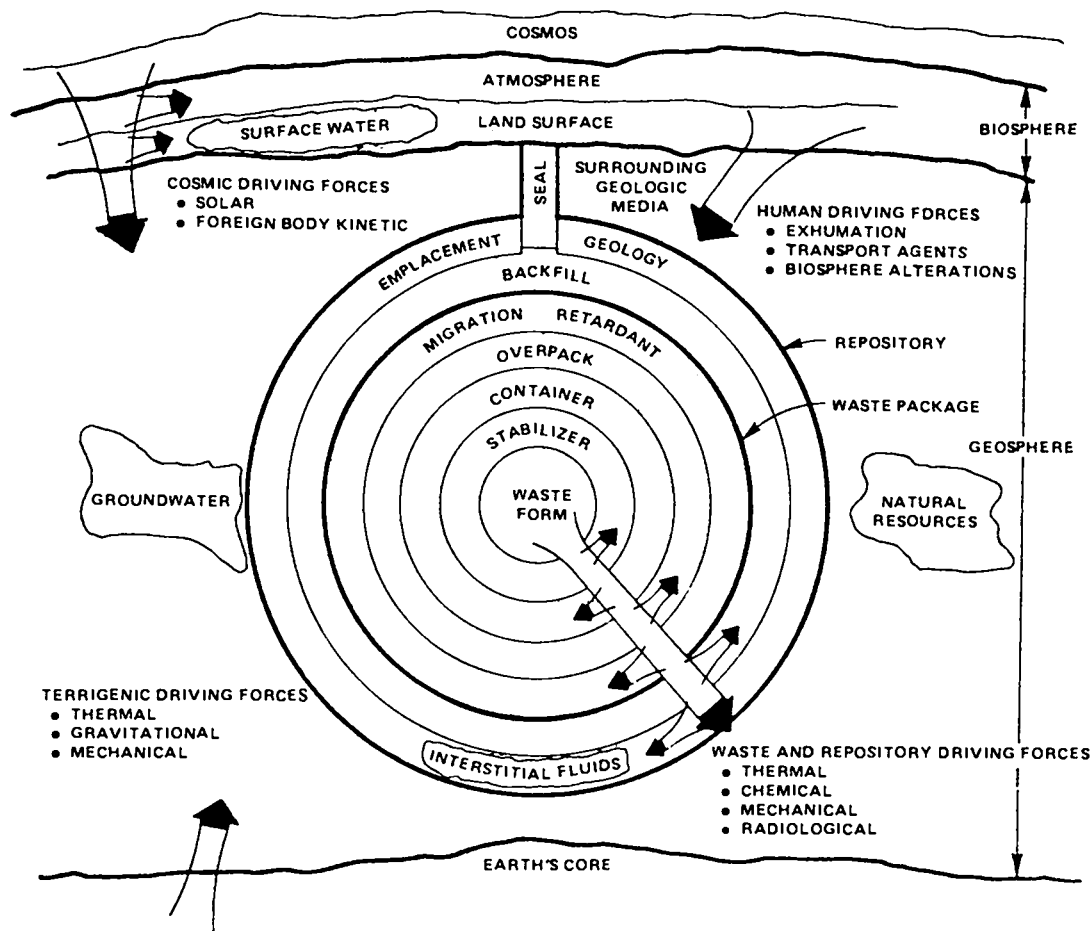 COSMOS
ATMOSPHERE
SURFACE WATER
LAND SURFACE
BIOSPHERE
SEAL
SURROUNDING
GEOLOGIC
MEDIA
COSMIC DRIVING FORCES
• SOLAR
• FOREIGN BODY KINETIC
HUMAN DRIVING FORCES
• EXHUMATION
• TRANSPORT AGENTS
• BIOSPHERE ALTERATIONS
EMPLACEMENT GEOLOGY
BACKFILL
MIGRATION RETARDANT
OVERPACK
CONTAINER
STABILIZER
WASTE
FORM
REPOSITORY
WASTE PACKAGE
GEOSPHERE
GROUNDWATER
NATURAL
RESOURCES
TERRIGENIC DRIVING FORCES
• THERMAL
• GRAVITATIONAL
• MECHANICAL
INTERSTITIAL FLUIDS
WASTE AND REPOSITORY DRIVING FORCES
• THERMAL
• CHEMICAL
• MECHANICAL
• RADIOLOGICAL
EARTH'S CORE